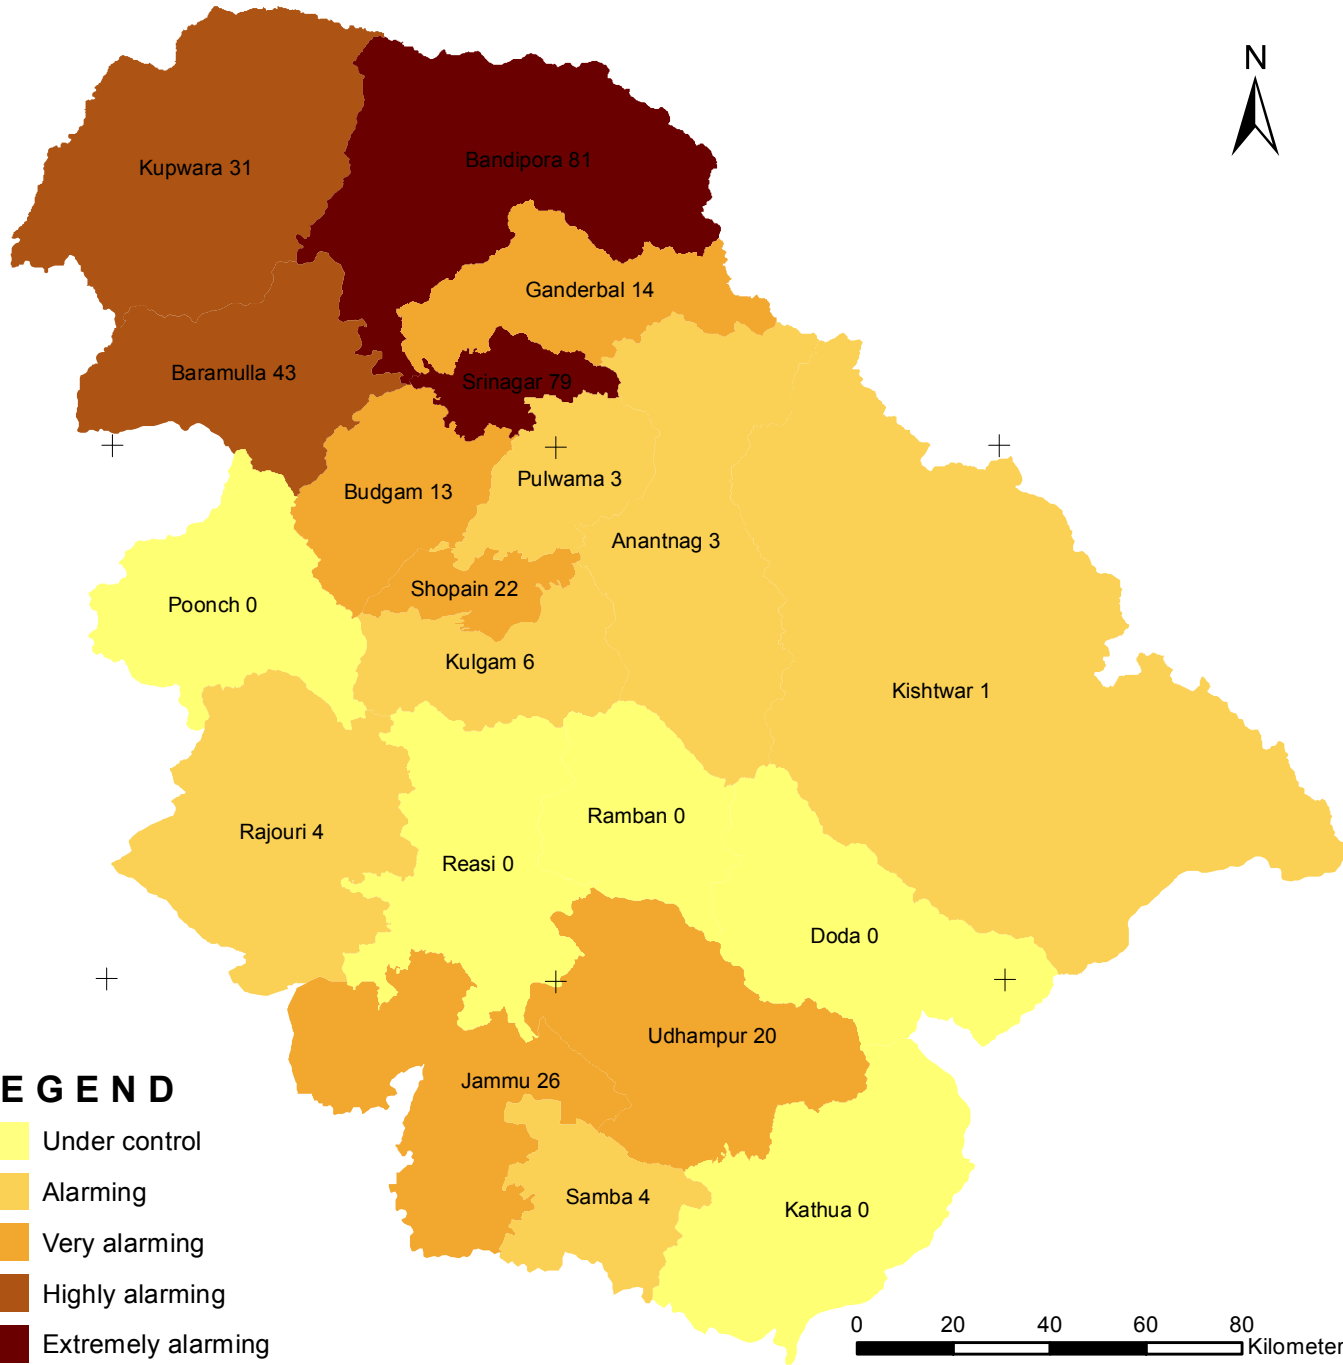 N
Kupwara 31
Bandipora 81
Ganderbal 14
Baramulla 43
Srinagar 79
Pulwama 3
Budgam 13
Anantnag 3
Shopain 22
Poonch 0
Kulgam 6
Kishtwar 1
Ramban 0
Rajouri 4
Reasi 0
Doda 0
Udhampur 20
Jammu 26
Samba 4
Kathua 0
EGEND
Under control
Alarming
Very alarming
Highly alarming
Extremely alarming
0 20 40 60 80
Kilometer